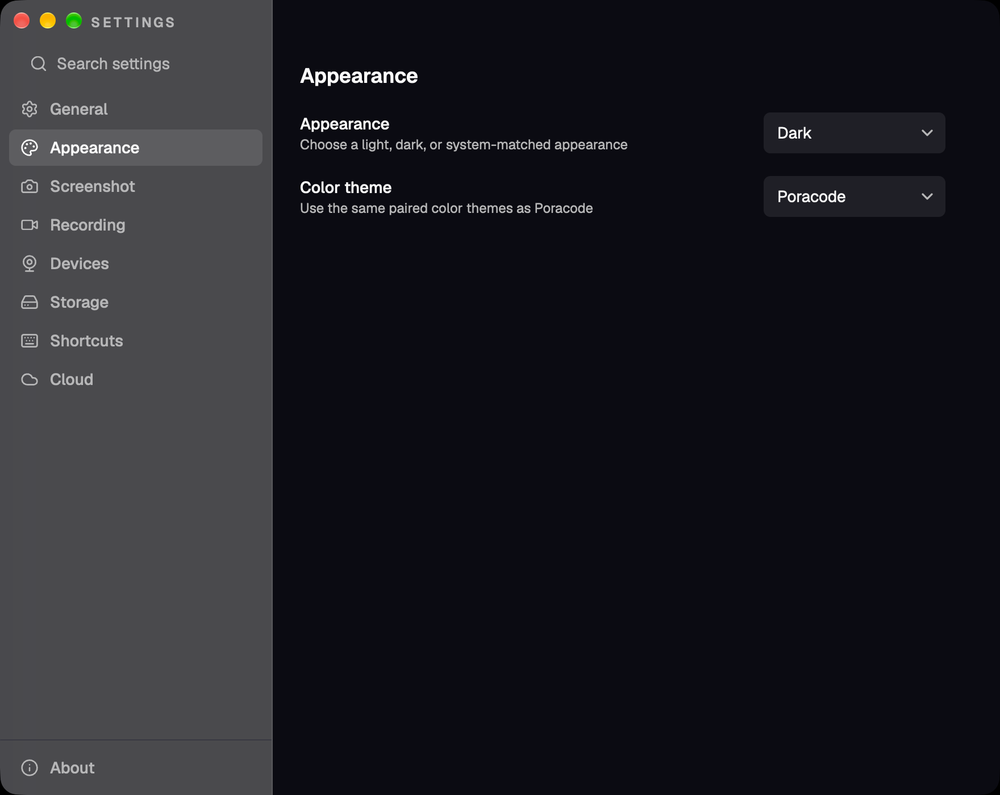 SETTINGS
Search settings
General
Appearance
Screenshot
Recording
Devices
Storage
Shortcuts
Cloud
About
Appearance
Appearance
Choose a light, dark, or system-matched appearance
Dark
Color theme
Use the same paired color themes as Poracode
Poracode